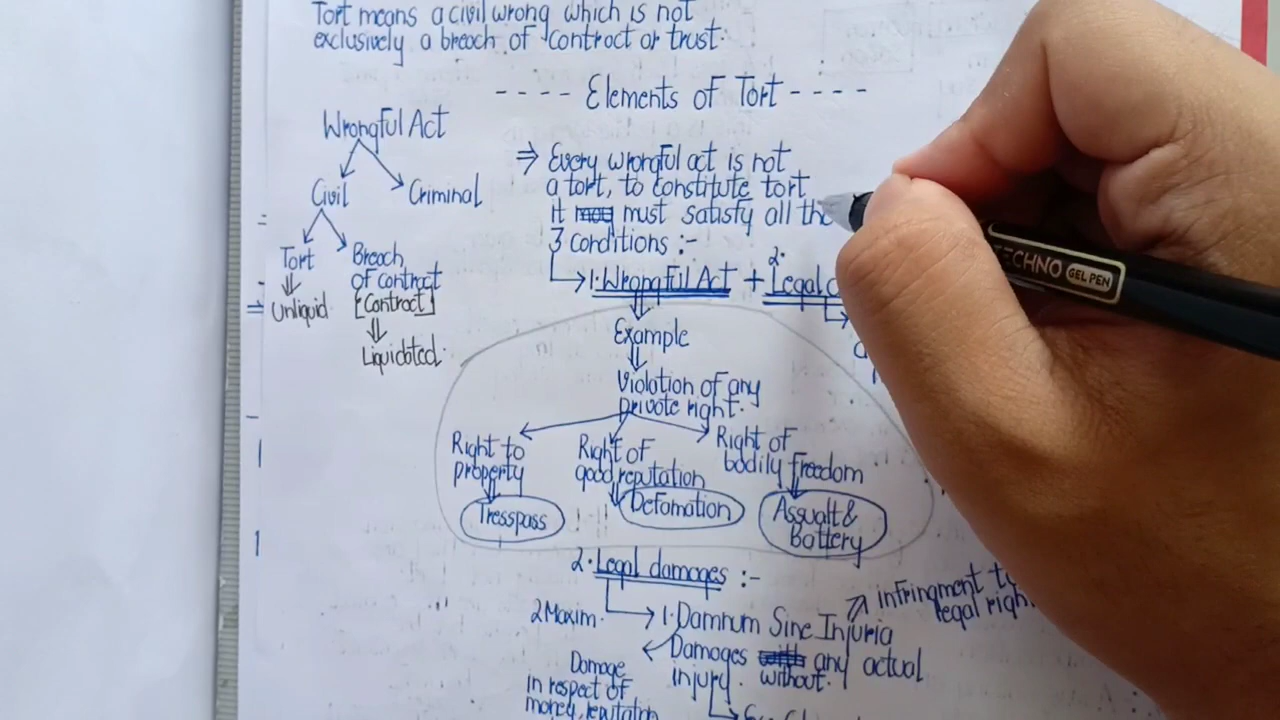 Tort means a civil wrong which is not
exclusively a breach of contract or trust.
---- Elements of Tort ----
Wrongful Act
Civil
Criminal
Tort
Breach
of contract
[Contract]
Unliquid.
Liquidated.
⇒ Every wrongful act is not
a tort, to constitute tort
it must satisfy all the
3 conditions :-
1. Wrongful Act + 2. Legal
Example
Violation of any
private right.
Right to
property
Tresspass
Right of
good reputation
Defamation
Right of
bodily freedom
Assualt &
Battery
2. Legal damages :-
2 Maxim.
1. Damnum Sine Injuria
infringment to
legal right
Damages without any actual
injury.
Damage
in respect of
money, reputation
TECHNO GEL PEN